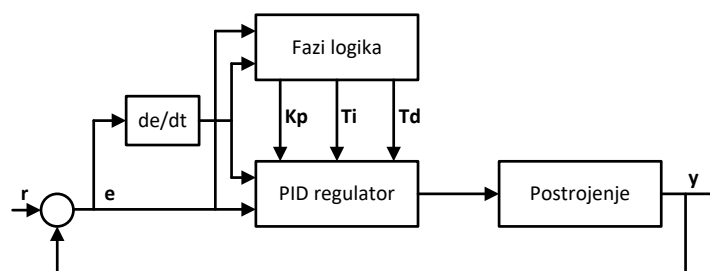 Fazi logika
Kp
Ti
Td
de/dt
r
e
PID regulator
Postrojenje
y